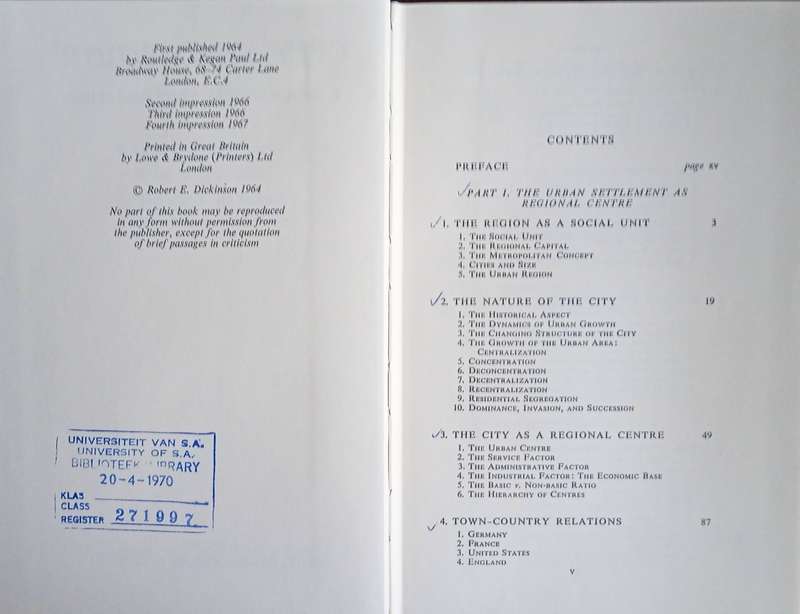 First published 1964
by Routledge & Kegan Paul Ltd
Broadway House, 68-74 Carter Lane
London, E.C.4
Second impression 1966
Third impression 1966
Fourth impression 1967
Printed in Great Britain
by Lowe & Brydone (Printers) Ltd
London
© Robert E. Dickinson 1964
No part of this book may be reproduced
in any form without permission from
the publisher, except for the quotation
of brief passages in criticism
UNIVERSITEIT VAN S.A.
UNIVERSITY OF S.A.
BIBLIOTEEK LIBRARY
20-4-1970
KLAS
CLASS
REGISTER 271997
CONTENTS
PREFACE page xv
PART I. THE URBAN SETTLEMENT AS
REGIONAL CENTRE
1. THE REGION AS A SOCIAL UNIT 3
1. The Social Unit
2. The Regional Capital
3. The Metropolitan Concept
4. Cities and Size
5. The Urban Region
2. THE NATURE OF THE CITY 19
1. The Historical Aspect
2. The Dynamics of Urban Growth
3. The Changing Structure of the City
4. The Growth of the Urban Area:
Centralization
5. Concentration
6. Deconcentration
7. Decentralization
8. Recentralization
9. Residential Segregation
10. Dominance, Invasion, and Succession
3. THE CITY AS A REGIONAL CENTRE 49
1. The Urban Centre
2. The Service Factor
3. The Administrative Factor
4. The Industrial Factor: The Economic Base
5. The Basic v. Non-basic Ratio
6. The Hierarchy of Centres
4. TOWN-COUNTRY RELATIONS 87
1. Germany
2. France
3. United States
4. England
v